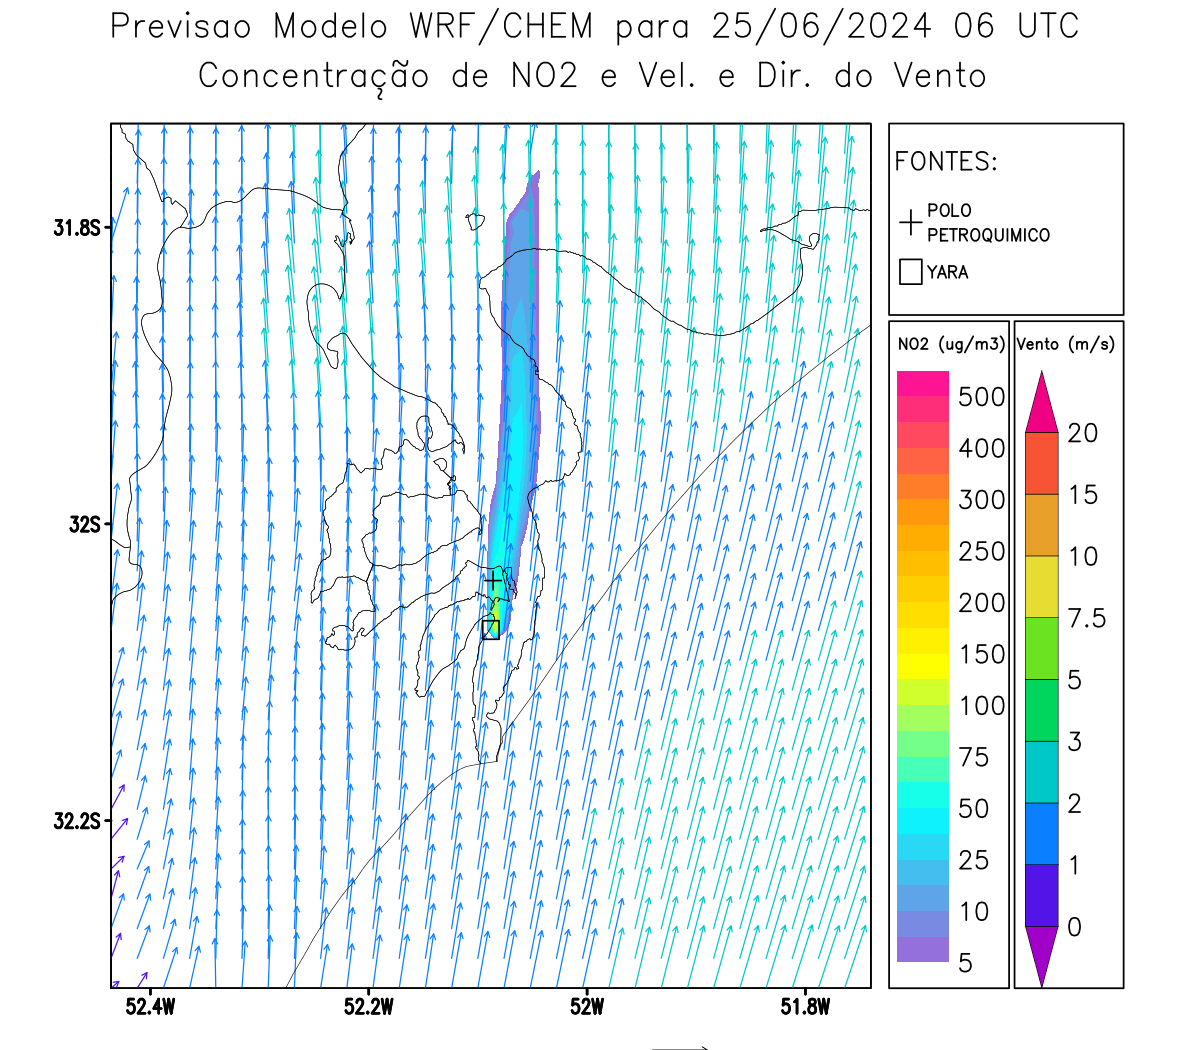 Previsao Modelo WRF/CHEM para 25/06/2024 06 UTC
Concentração de NO2 e Vel. e Dir. do Vento
FONTES:
POLO
PETROQUIMICO
YARA
NO2 (ug/m3)
500
400
300
250
200
150
100
75
50
25
10
5
Vento (m/s)
20
15
10
7.5
5
3
2
1
0
31.8S
32S
32.2S
52.4W
52.2W
52W
51.8W